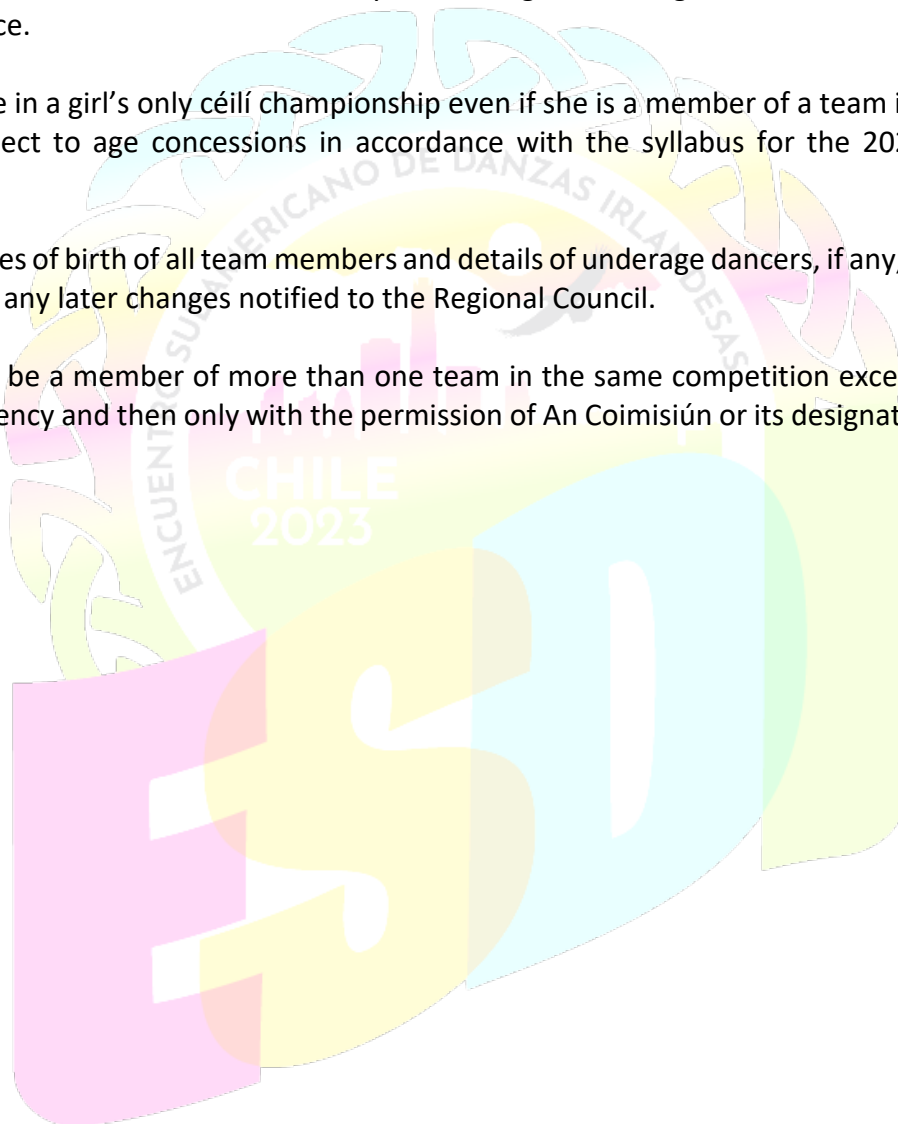 ce.
e in a girl's only céilí championship even if she is a member of a team i
ect to age concessions in accordance with the syllabus for the 202
es of birth of all team members and details of underage dancers, if any,
any later changes notified to the Regional Council.
be a member of more than one team in the same competition exce
ency and then only with the permission of An Coimisiún or its designat
ENCUENTRO SUDAMERICANO DE DANZAS IRLANDESAS
CHILE
2023
ESDI